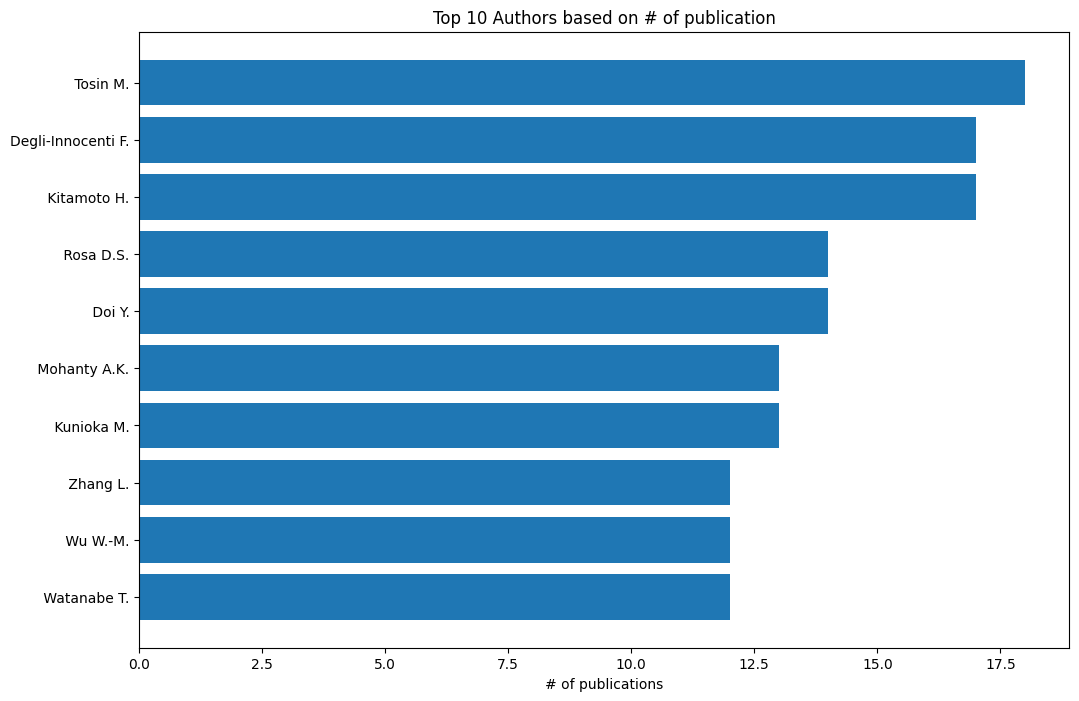 Top 10 Authors based on # of publication
Tosin M.
Degli-Innocenti F.
Kitamoto H.
Rosa D.S.
Doi Y.
Mohanty A.K.
Kunioka M.
Zhang L.
Wu W.-M.
Watanabe T.
0.0 2.5 5.0 7.5 10.0 12.5 15.0 17.5
# of publications